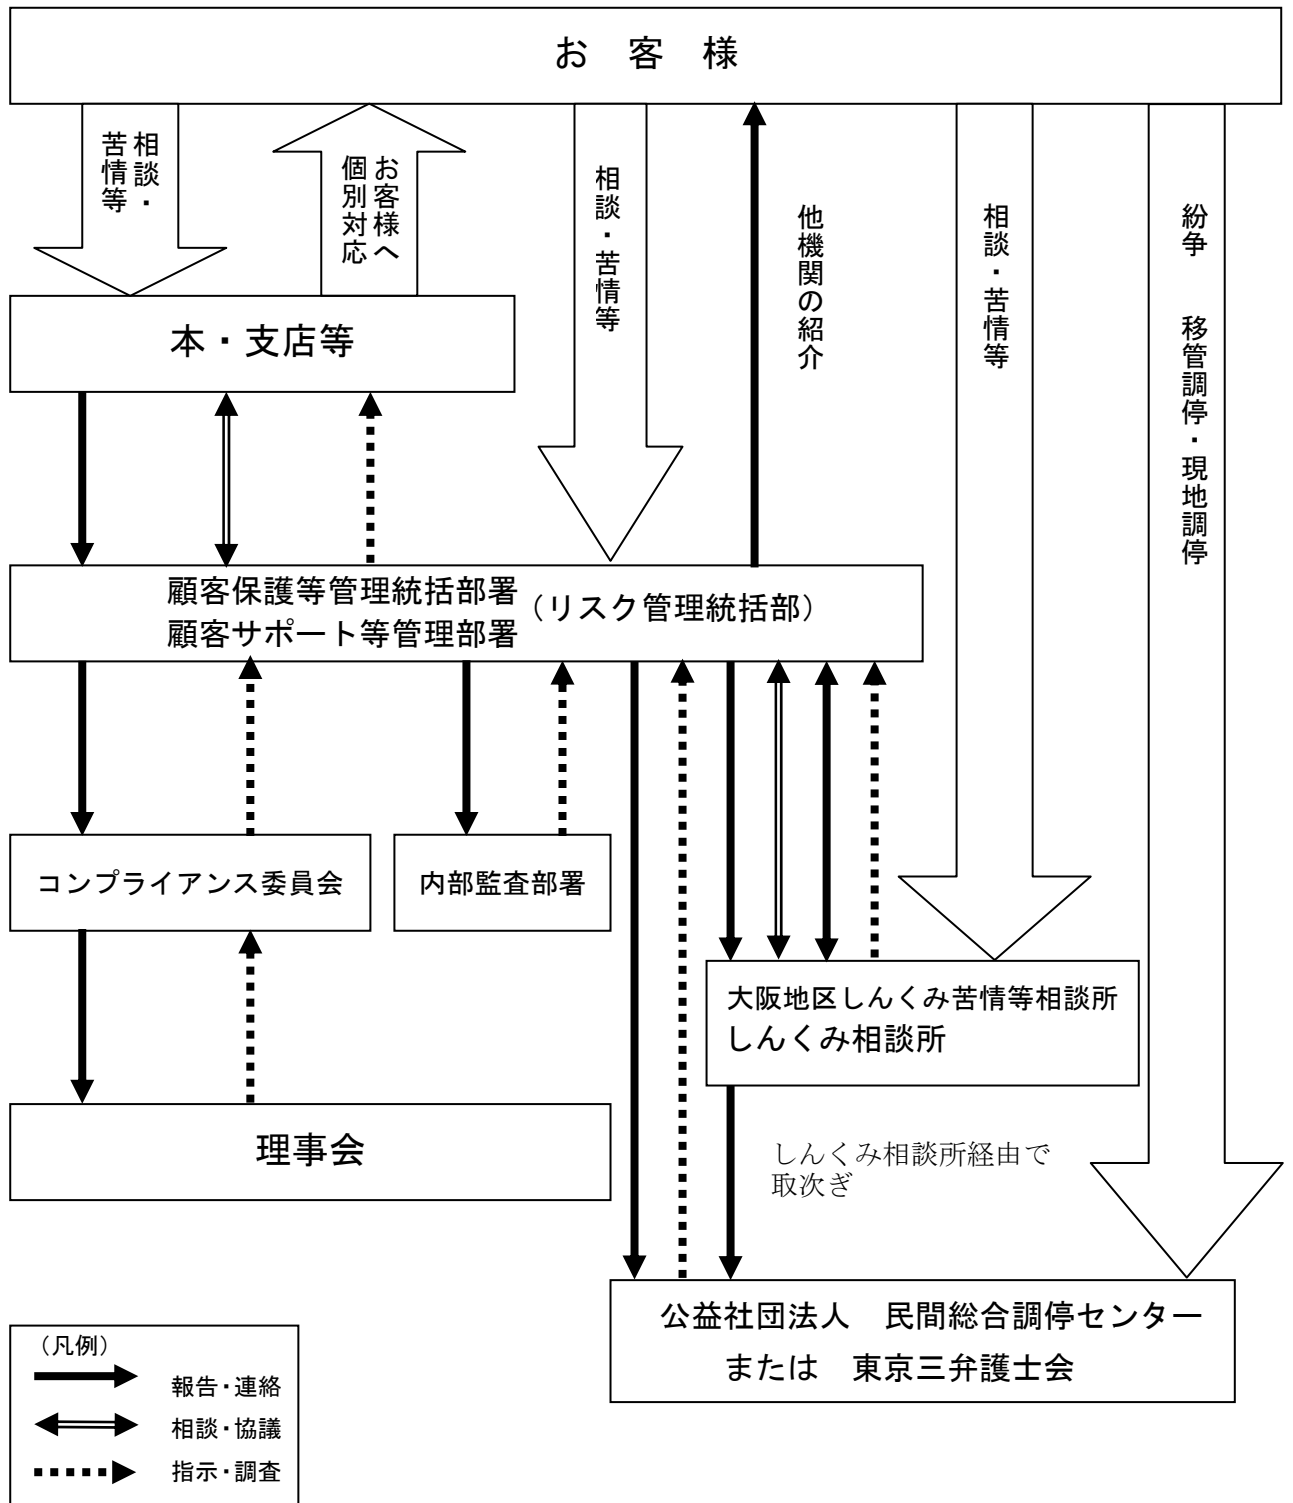 お　客　様
相談・
苦情等
お客様へ
個別対応
相談・苦情等
他機関の紹介
相談・苦情等
紛争　移管調停・現地調停
本・支店等
顧客保護等管理統括部署
顧客サポート等管理部署
（リスク管理統括部）
コンプライアンス委員会
内部監査部署
大阪地区しんくみ苦情等相談所
しんくみ相談所
理事会
しんくみ相談所経由で
取次ぎ
公益社団法人　民間総合調停センター
または　東京三弁護士会
（凡例）
報告・連絡
相談・協議
指示・調査